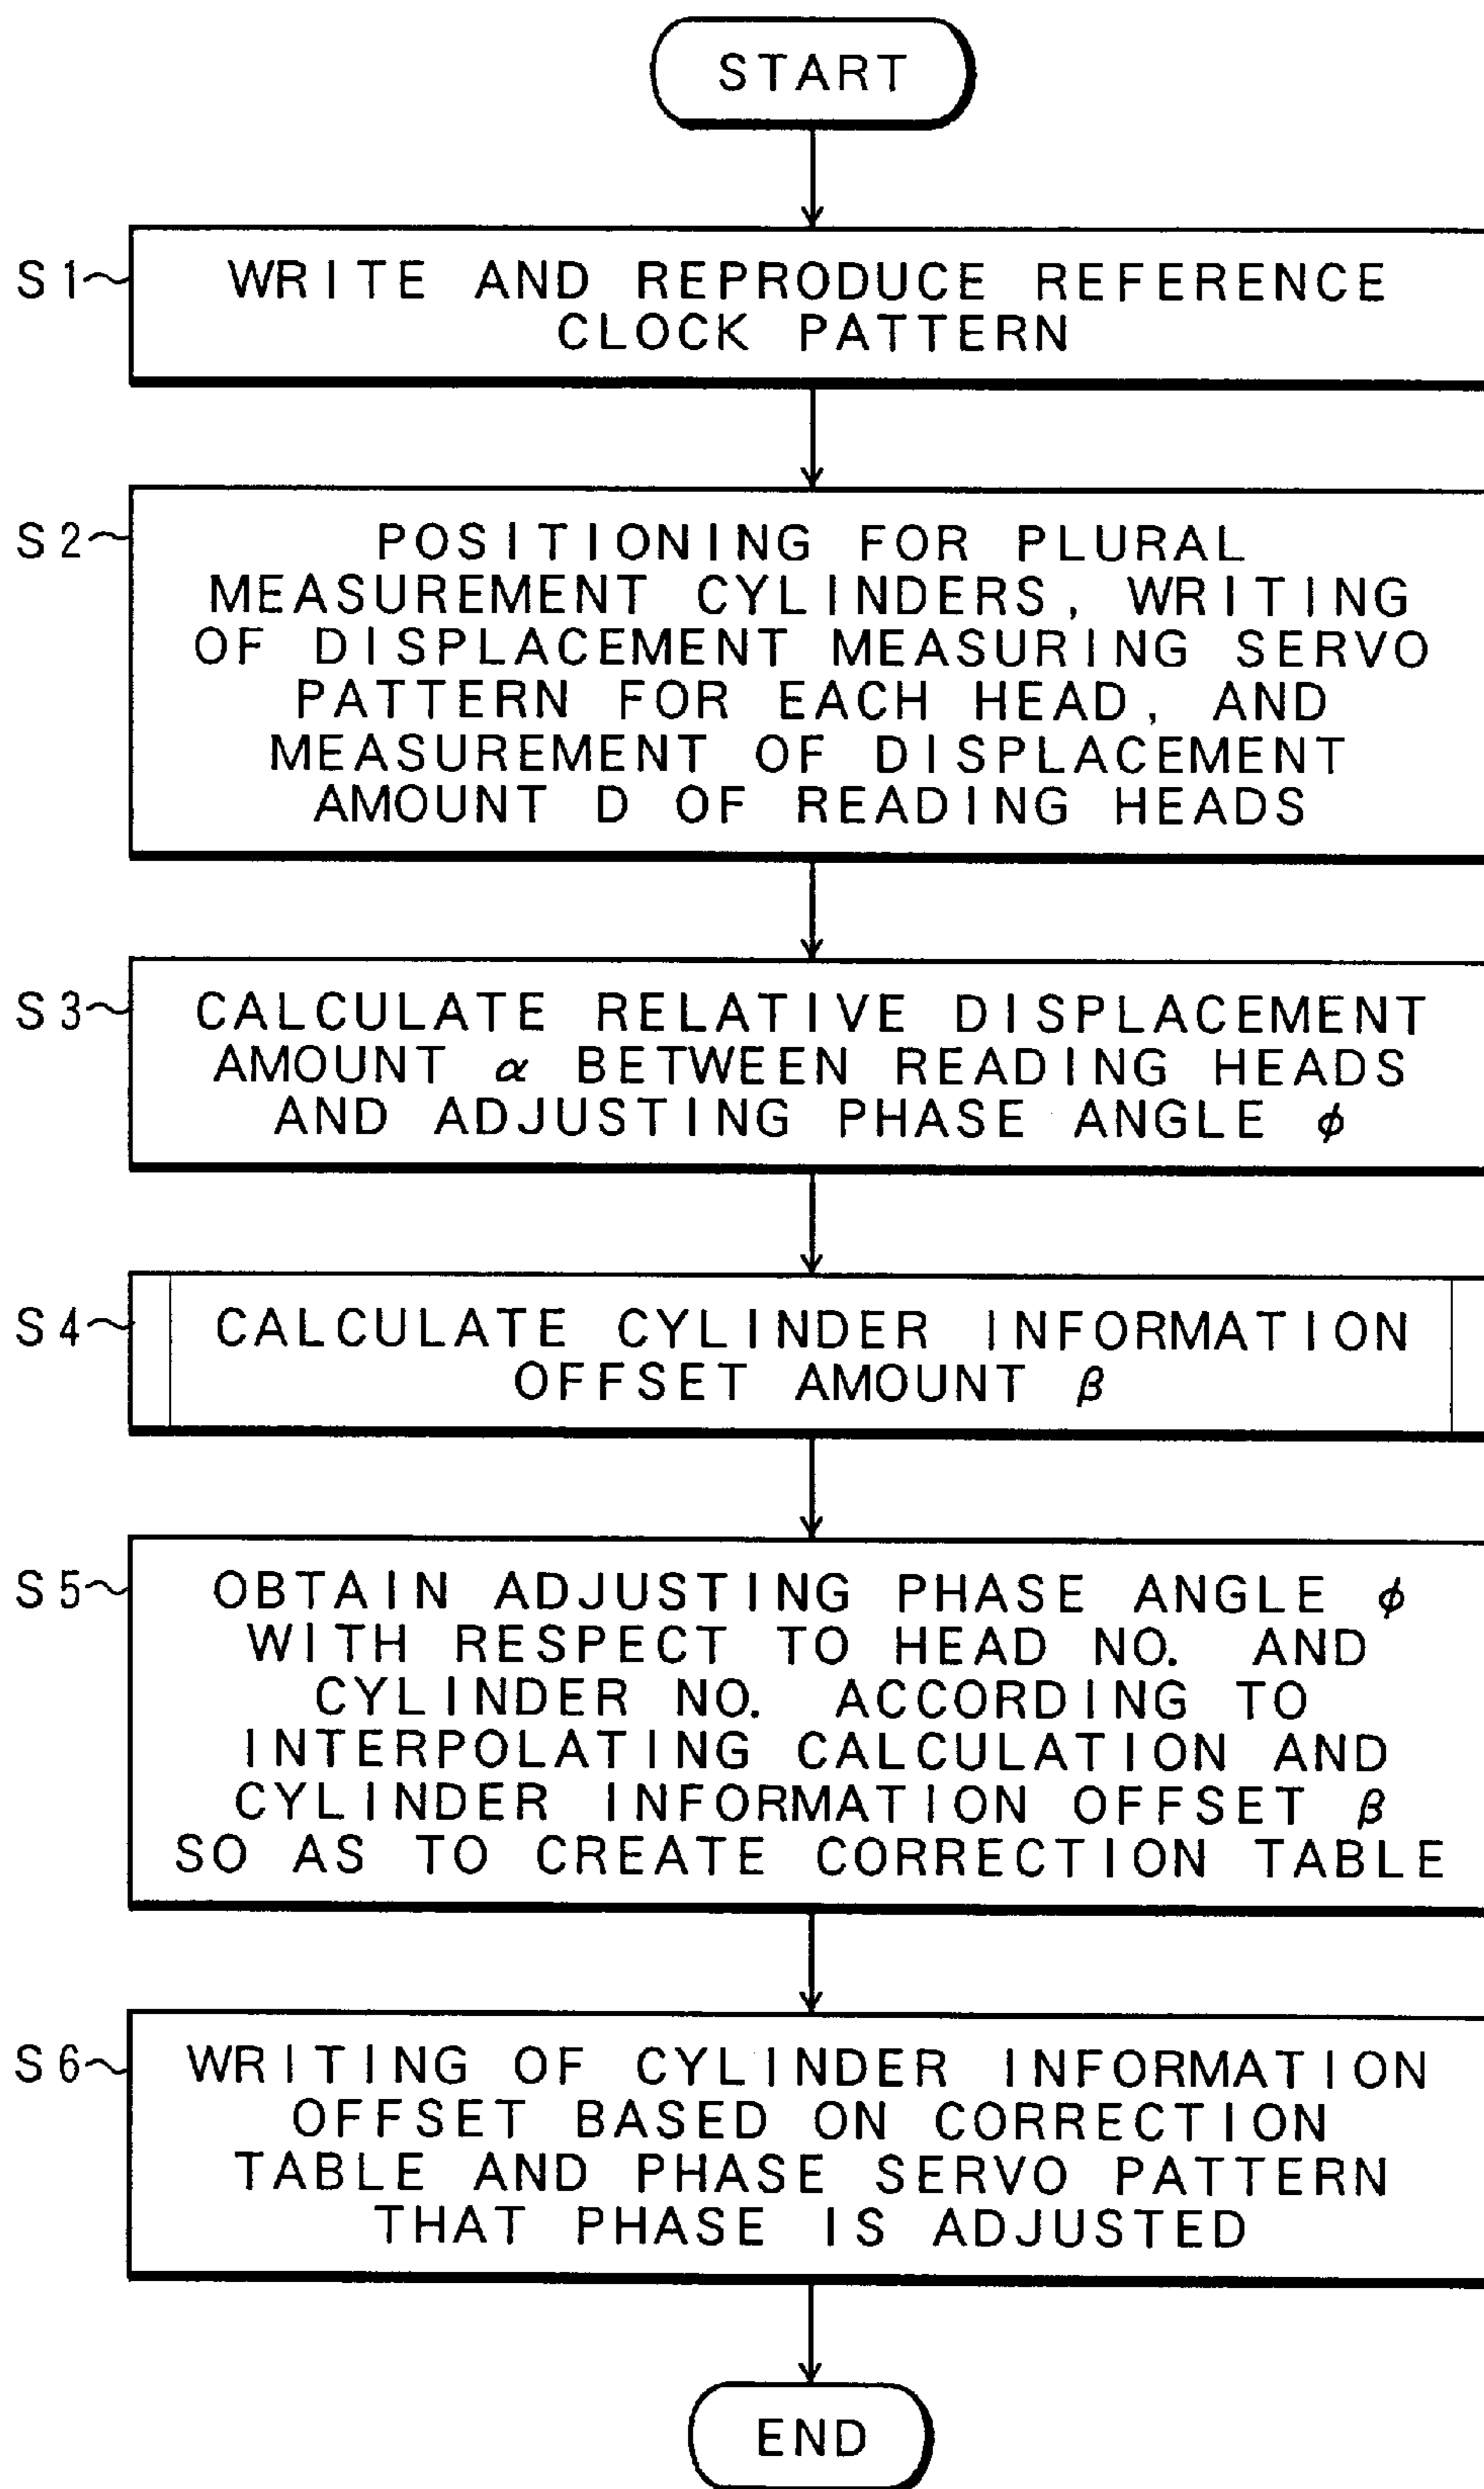 START
S1
WRITE AND REPRODUCE REFERENCE
CLOCK PATTERN
S2
POSITIONING FOR PLURAL
MEASUREMENT CYLINDERS, WRITING
OF DISPLACEMENT MEASURING SERVO
PATTERN FOR EACH HEAD, AND
MEASUREMENT OF DISPLACEMENT
AMOUNT D OF READING HEADS
S3
CALCULATE RELATIVE DISPLACEMENT
AMOUNT α BETWEEN READING HEADS
AND ADJUSTING PHASE ANGLE φ
S4
CALCULATE CYLINDER INFORMATION
OFFSET AMOUNT β
S5
OBTAIN ADJUSTING PHASE ANGLE φ
WITH RESPECT TO HEAD NO. AND
CYLINDER NO. ACCORDING TO
INTERPOLATING CALCULATION AND
CYLINDER INFORMATION OFFSET β
SO AS TO CREATE CORRECTION TABLE
S6
WRITING OF CYLINDER INFORMATION
OFFSET BASED ON CORRECTION
TABLE AND PHASE SERVO PATTERN
THAT PHASE IS ADJUSTED
END